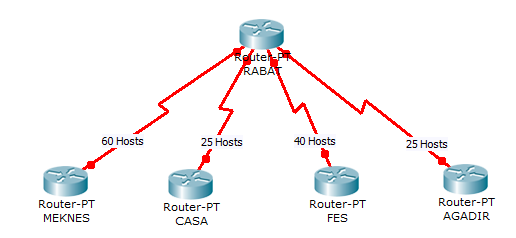 Router-PT
RABAT
60 Hosts
25 Hosts
40 Hosts
25 Hosts
Router-PT
MEKNES
Router-PT
CASA
Router-PT
FES
Router-PT
AGADIR